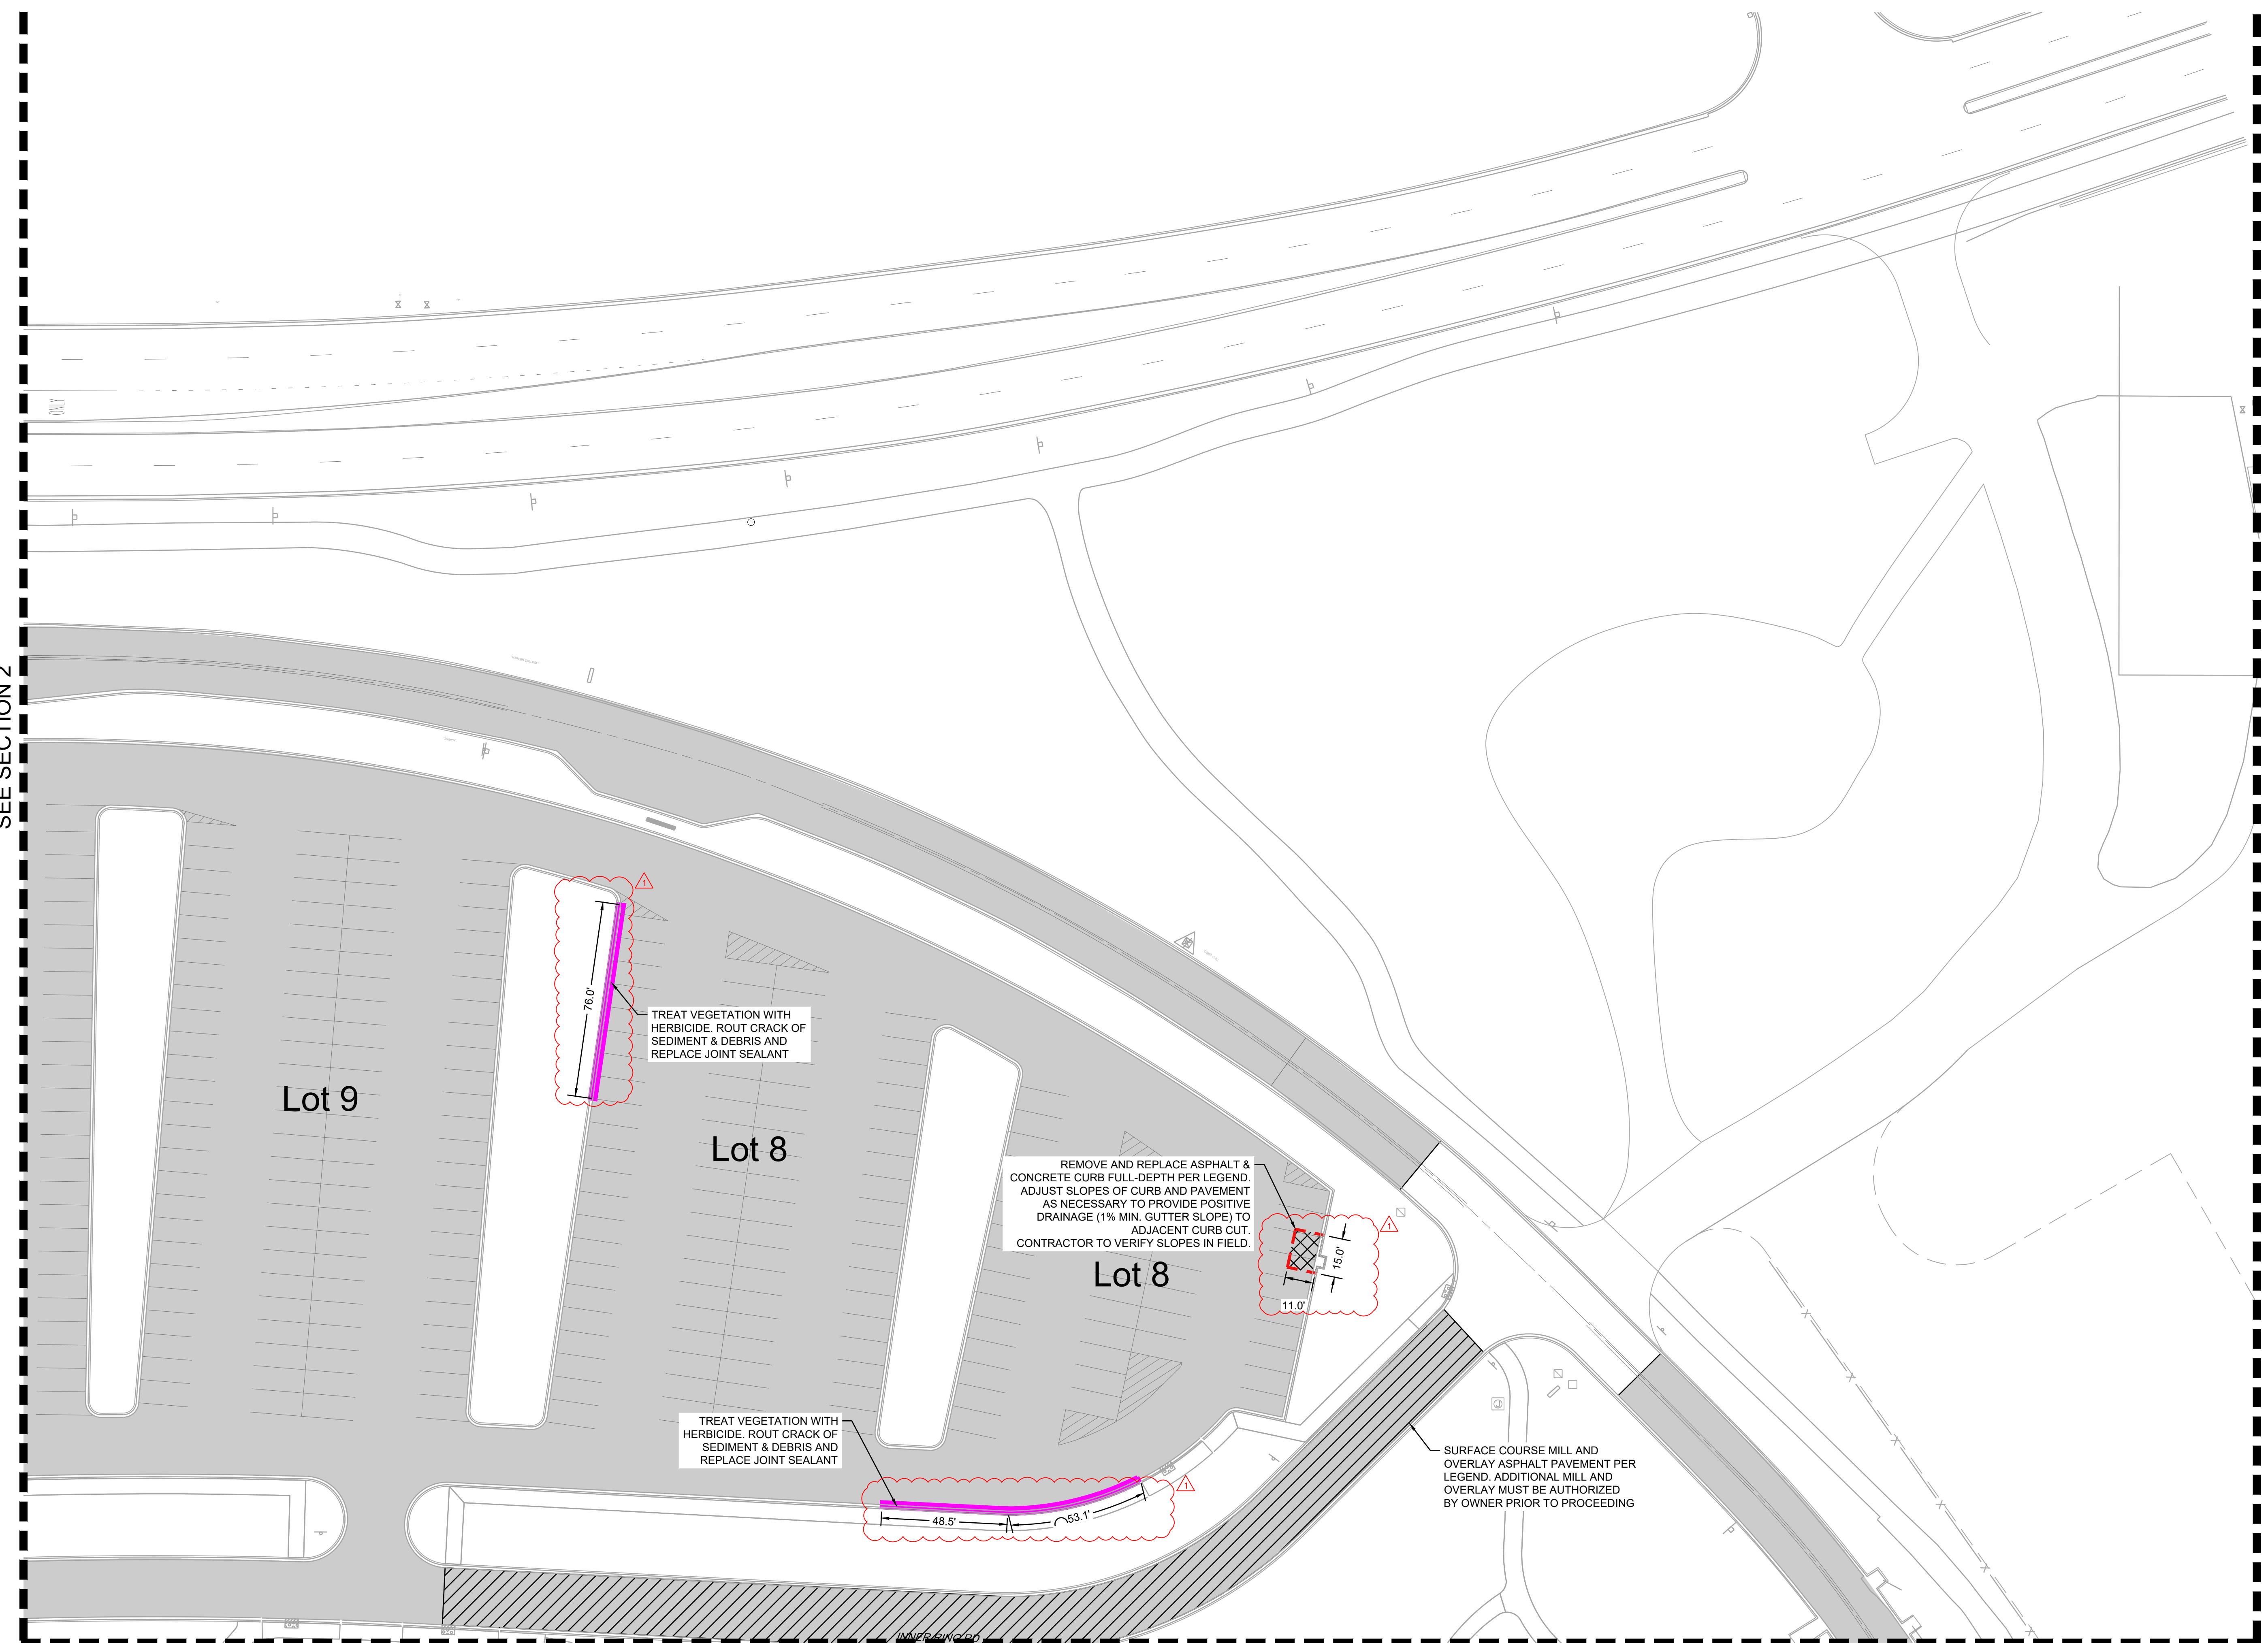 ONLY
SEE SECTION 2
1
76.0'
TREAT VEGETATION WITH
HERBICIDE. ROUT CRACK OF
SEDIMENT & DEBRIS AND
REPLACE JOINT SEALANT
Lot 9
Lot 8
REMOVE AND REPLACE ASPHALT &
CONCRETE CURB FULL-DEPTH PER LEGEND.
ADJUST SLOPES OF CURB AND PAVEMENT
AS NECESSARY TO PROVIDE POSITIVE
DRAINAGE (1% MIN. GUTTER SLOPE) TO
ADJACENT CURB CUT.
CONTRACTOR TO VERIFY SLOPES IN FIELD.
1
15.0'
11.0'
Lot 8
TREAT VEGETATION WITH
HERBICIDE. ROUT CRACK OF
SEDIMENT & DEBRIS AND
REPLACE JOINT SEALANT
1
48.5'
53.1'
SURFACE COURSE MILL AND
OVERLAY ASPHALT PAVEMENT PER
LEGEND. ADDITIONAL MILL AND
OVERLAY MUST BE AUTHORIZED
BY OWNER PRIOR TO PROCEEDING
INNER RING RD